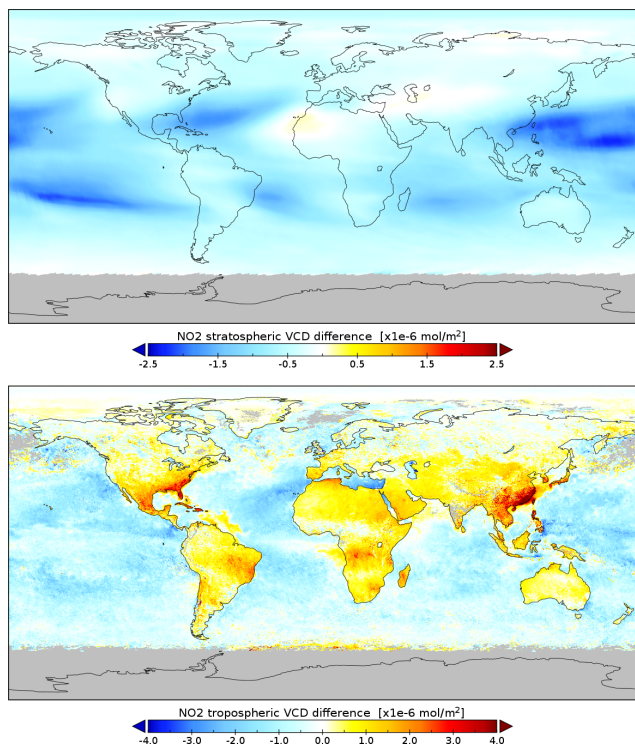 NO2 stratospheric VCD difference [x1e-6 mol/m²]
-2.5 -1.5 -0.5 0.5 1.5 2.5
NO2 tropospheric VCD difference [x1e-6 mol/m²]
-4.0 -3.0 -2.0 -1.0 0.0 1.0 2.0 3.0 4.0